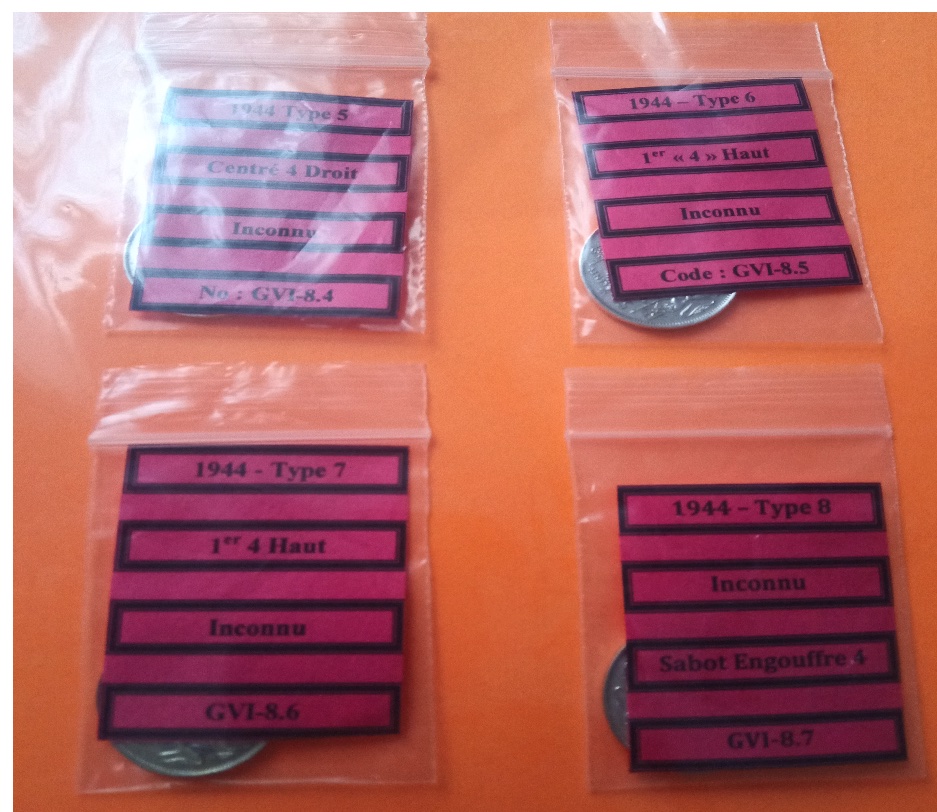 1944 Type 5
Centré 4 Droit
Inconnu
No : GVI-8.4
1944 – Type 6
1er « 4 » Haut
Inconnu
Code : GVI-8.5
1944 - Type 7
1er 4 Haut
Inconnu
GVI-8.6
1944 – Type 8
Inconnu
Sabot Engouffre 4
GVI-8.7